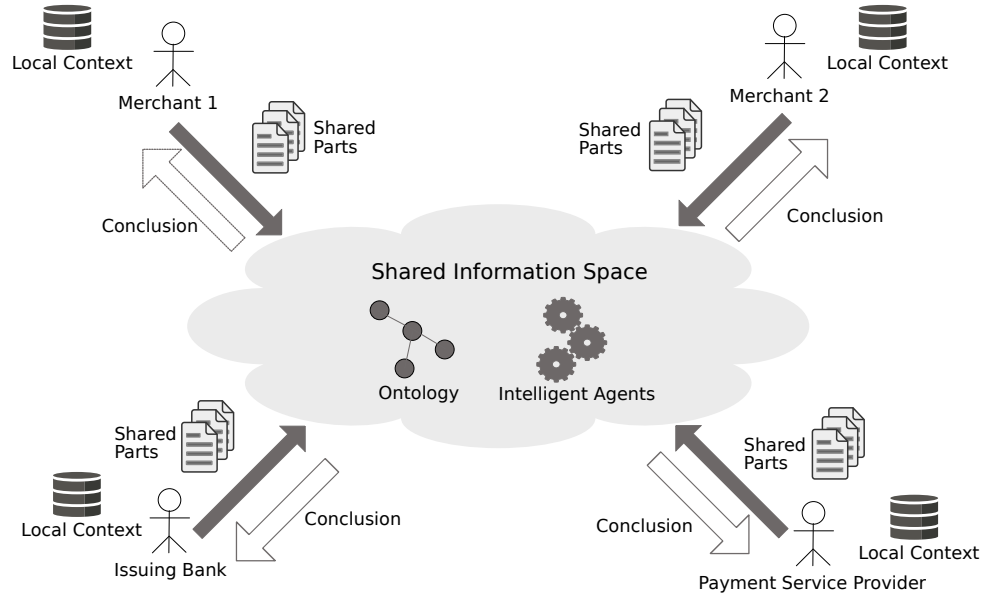 Local Context
Merchant 1
Shared
Parts
Conclusion
Merchant 2
Local Context
Shared
Parts
Conclusion
Shared Information Space
Ontology
Intelligent Agents
Shared
Parts
Local Context
Issuing Bank
Conclusion
Shared
Parts
Conclusion
Local Context
Payment Service Provider